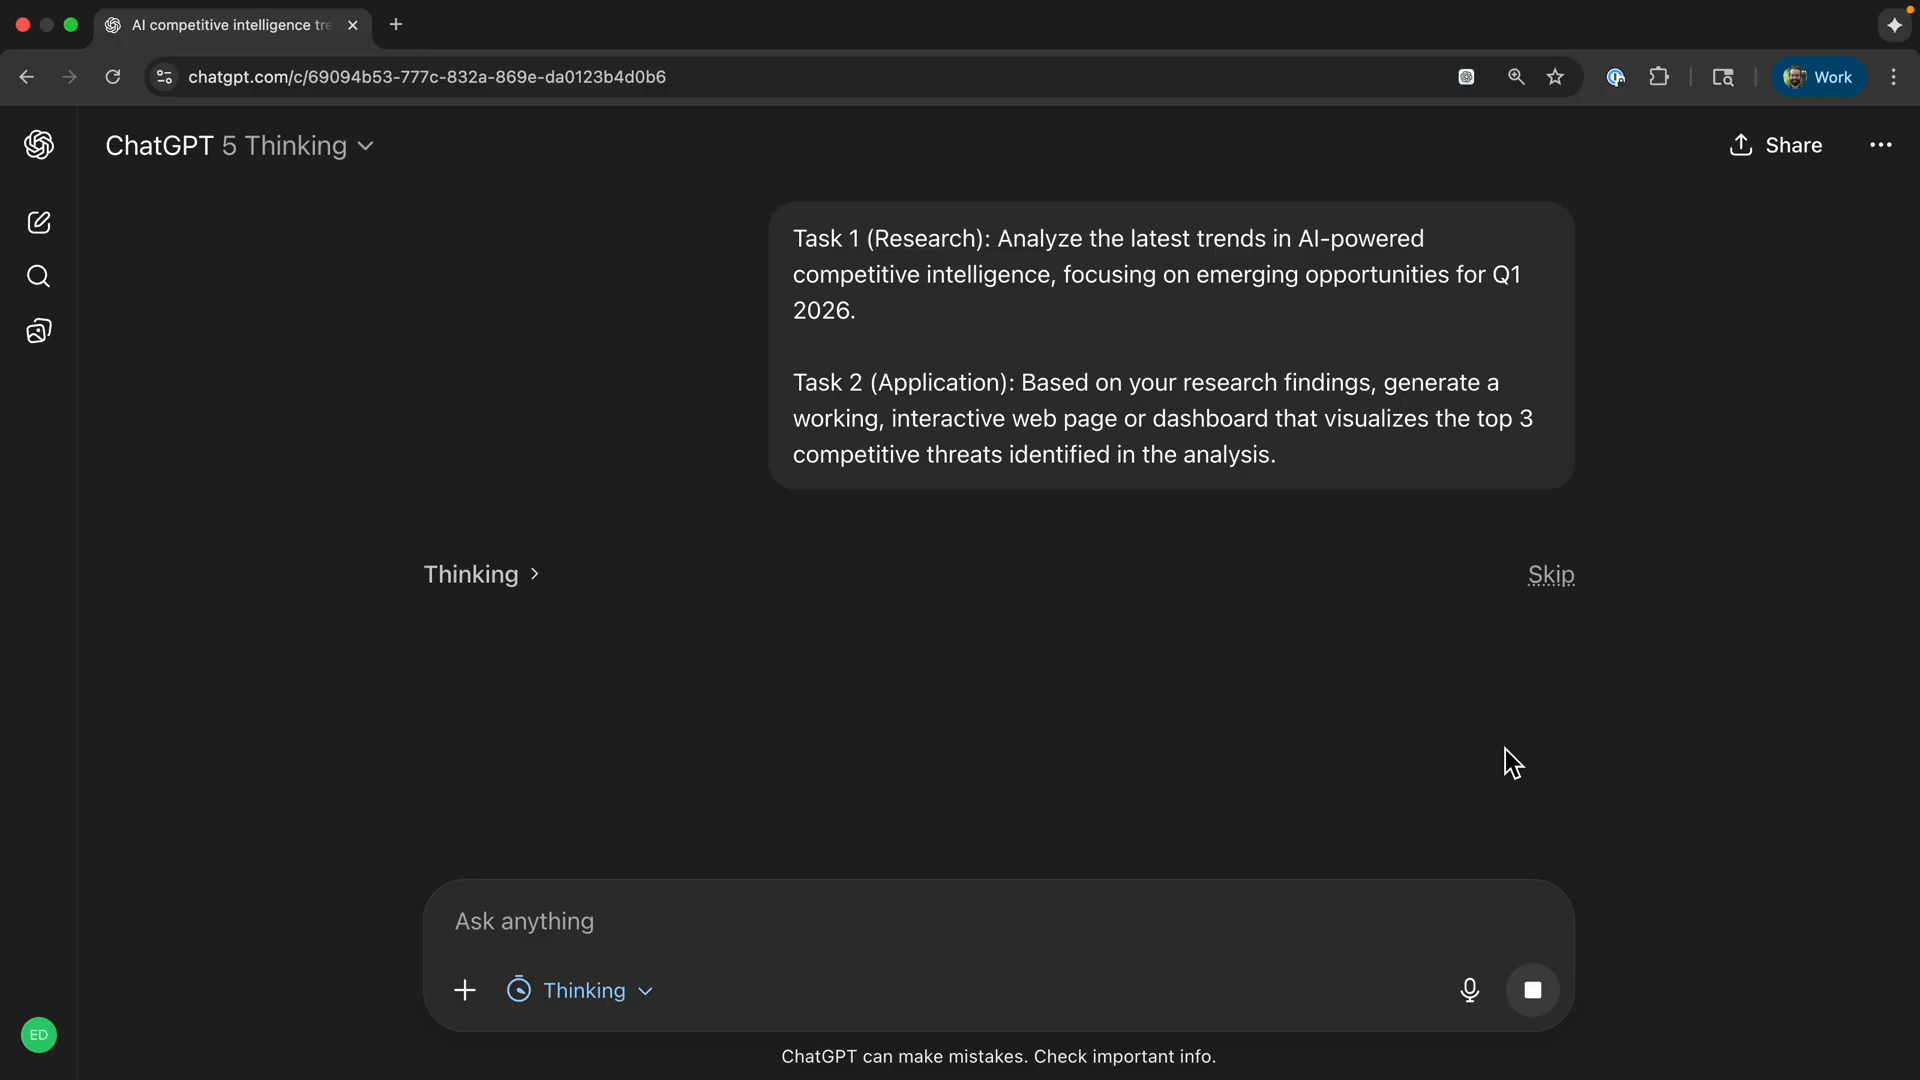 AI competitive intelligence tre
chatgpt.com/c/69094b53-777c-832a-869e-da0123b4d0b6
Work
ChatGPT 5 Thinking
Share
Task 1 (Research): Analyze the latest trends in AI-powered
competitive intelligence, focusing on emerging opportunities for Q1
2026.
Task 2 (Application): Based on your research findings, generate a
working, interactive web page or dashboard that visualizes the top 3
competitive threats identified in the analysis.
Thinking
Skip
Ask anything
Thinking
ED
ChatGPT can make mistakes. Check important info.